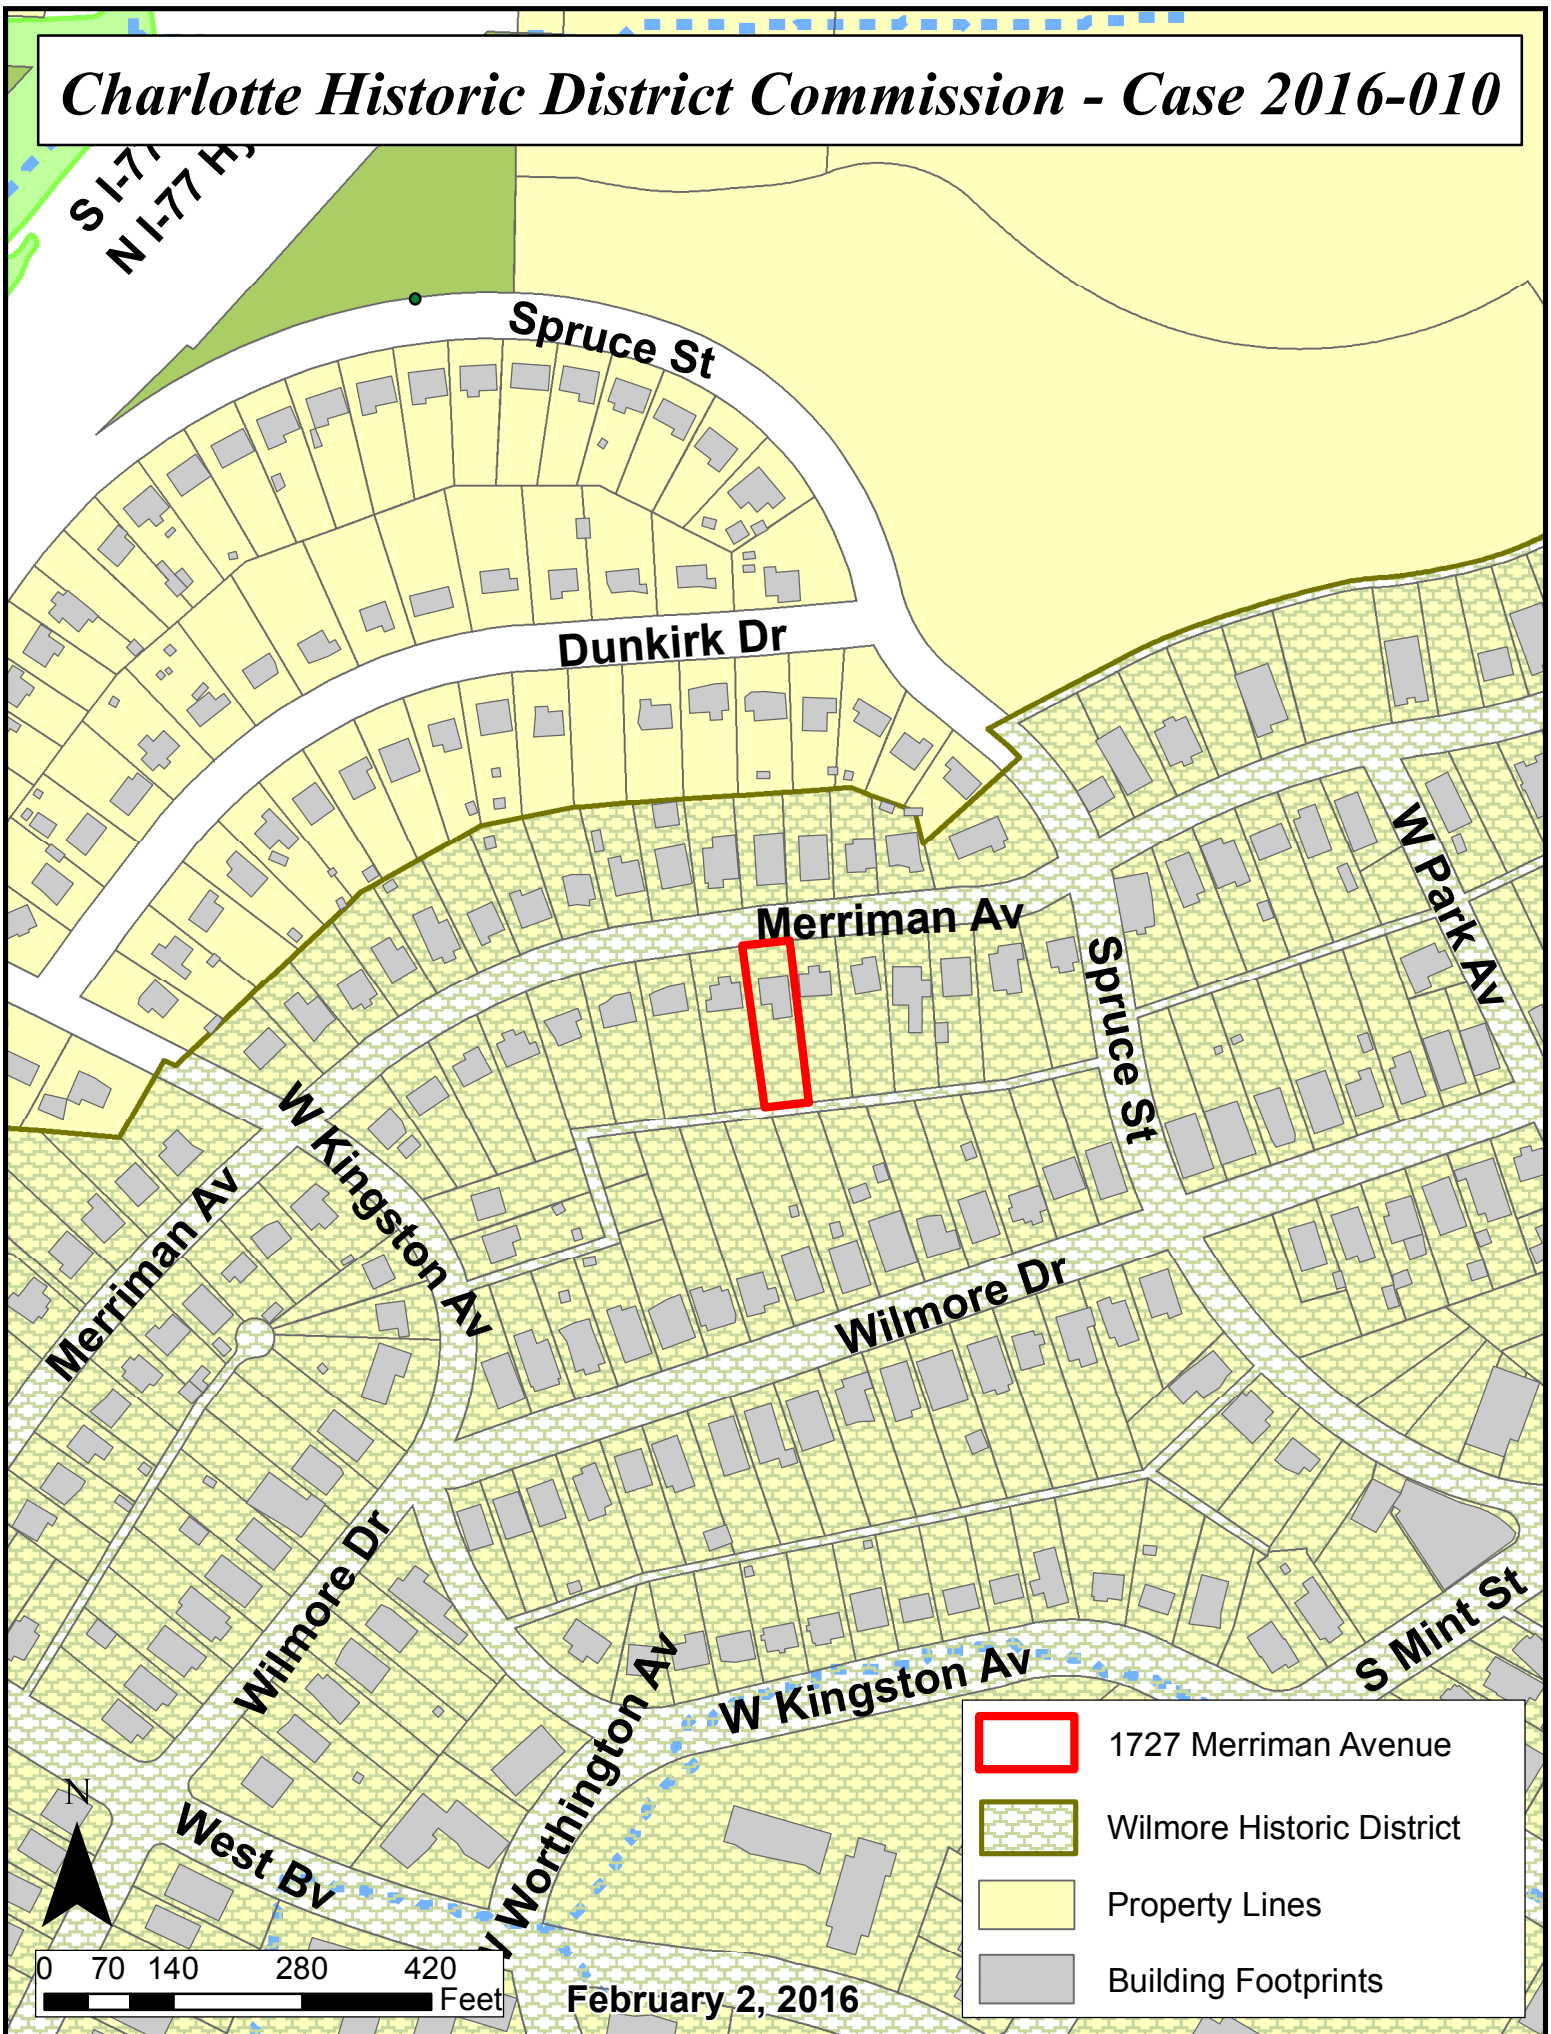 Charlotte Historic District Commission - Case 2016-010
S I-77
N I-77 Hy
Spruce St
Dunkirk Dr
W Park Av
Merriman Av
Spruce St
W Kingston Av
Merriman Av
Wilmore Dr
Wilmore Dr
S Mint St
W Kingston Av
Worthington Av
West Bv
1727 Merriman Avenue
Wilmore Historic District
Property Lines
Building Footprints
N
0 70 140 280 420
Feet
February 2, 2016